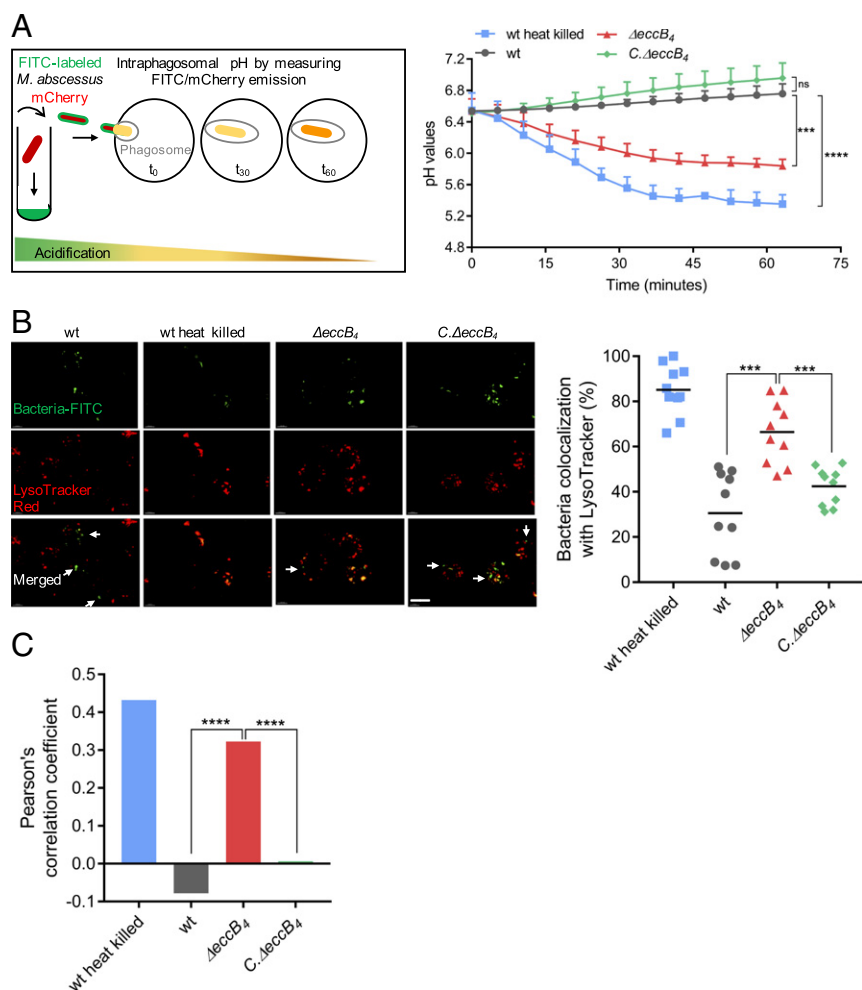 A
FITC-labeled
M. abscessus
mCherry
Intraphagosomal pH by measuring
FITC/mCherry emission
Phagosome
t0
t30
t60
Acidification
wt heat killed
wt
ΔeccB4
C.ΔeccB4
7.2
6.8
6.4
6.0
5.6
5.2
4.8
pH values
ns
***
****
0
15
30
45
60
75
Time (minutes)
B
wt
wt heat killed
ΔeccB4
C.ΔeccB4
Bacteria-FITC
LysoTracker
Red
Merged
Bacteria colocalization
with LysoTracker (%)
100
80
60
40
20
0
***
***
wt heat killed
wt
ΔeccB4
C.ΔeccB4
C
Pearson's
correlation coefficient
0.5
0.4
0.3
0.2
0.1
0.0
-0.1
****
****
wt heat killed
wt
ΔeccB4
C.ΔeccB4